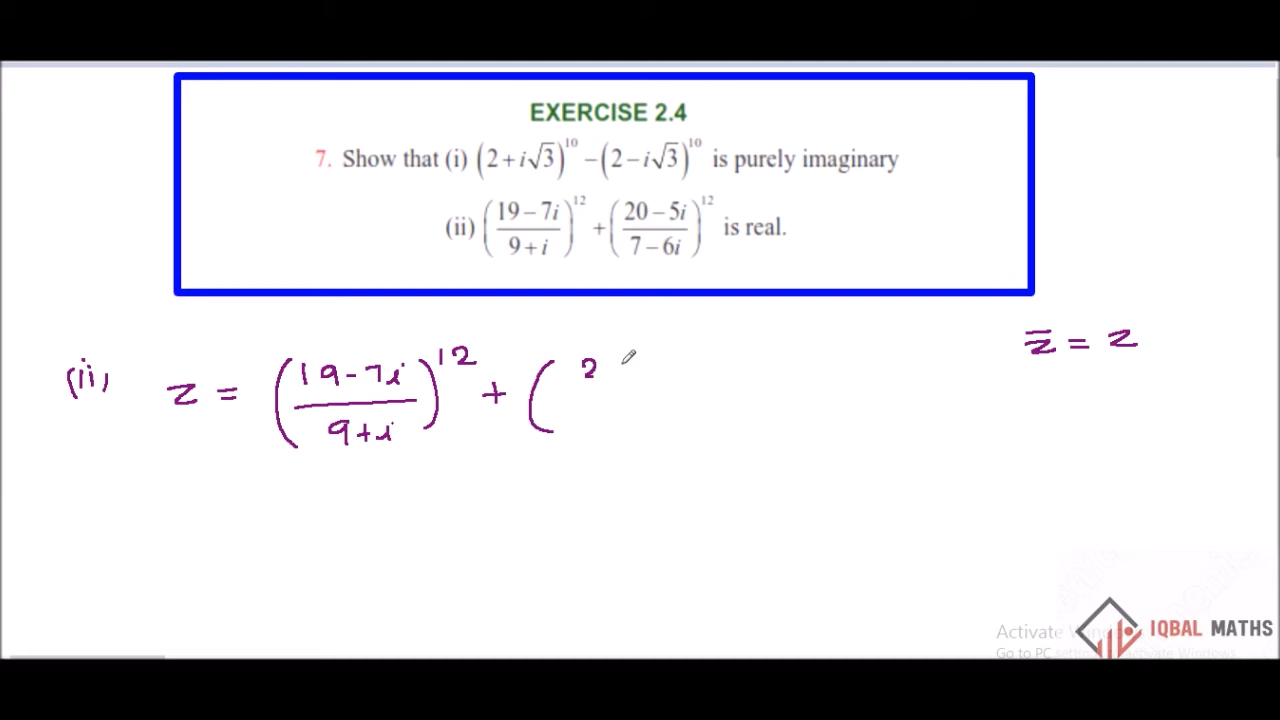 EXERCISE 2.4
7. Show that (i) (2+i√3)^10 − (2−i√3)^10 is purely imaginary
(ii) ((19−7i)/(9+i))^12 + ((20−5i)/(7−6i))^12 is real.
z̄ = z
(ii) z = ((19−7i)/(9+i))^12 + ( 2
IQBAL MATHS